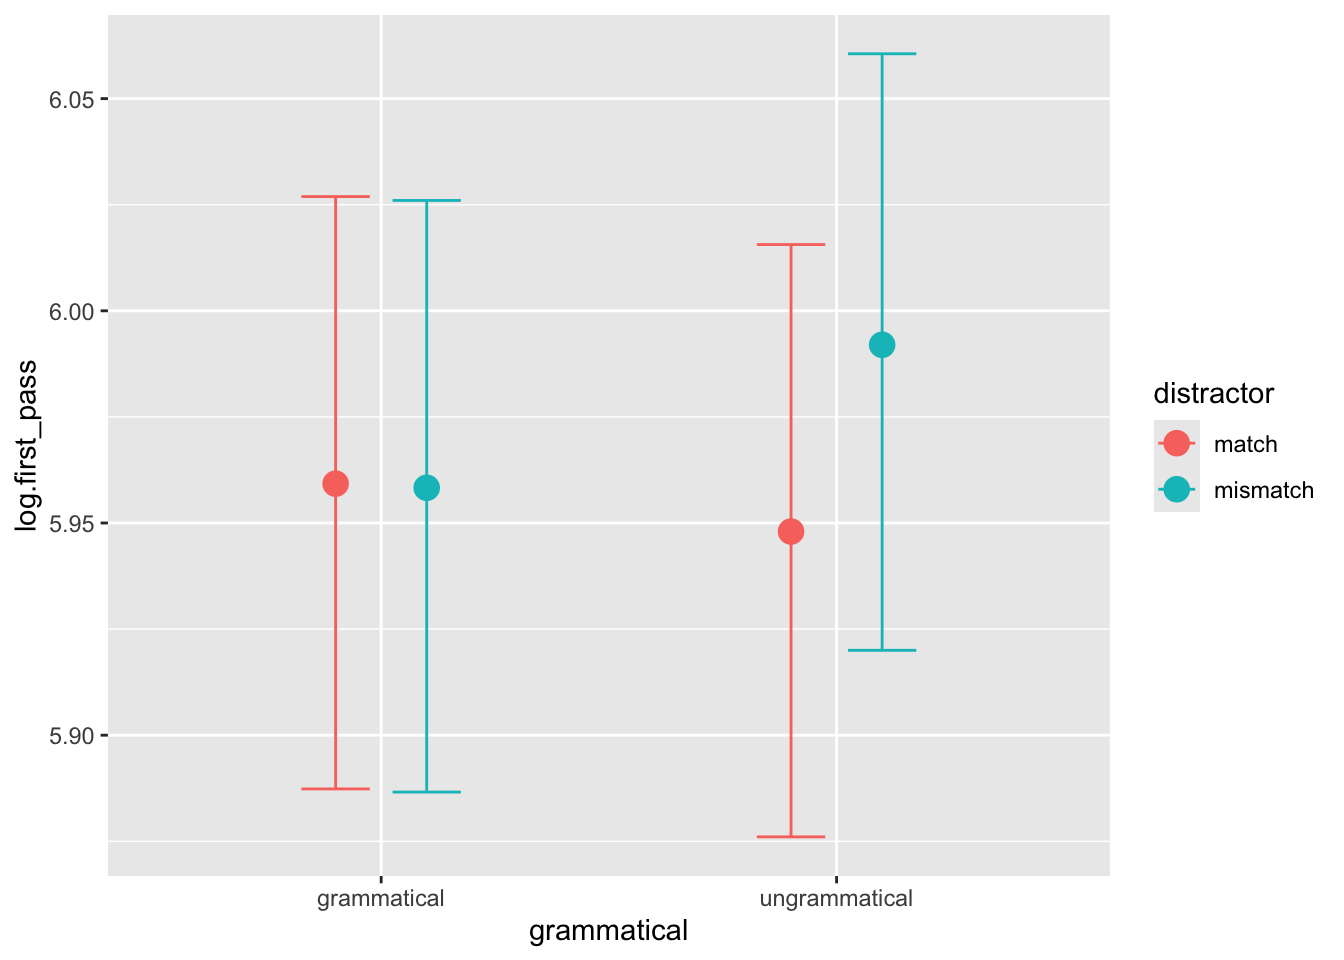 6.05
6.00
5.95
5.90
log.first_pass
grammatical
ungrammatical
grammatical
distractor
match
mismatch